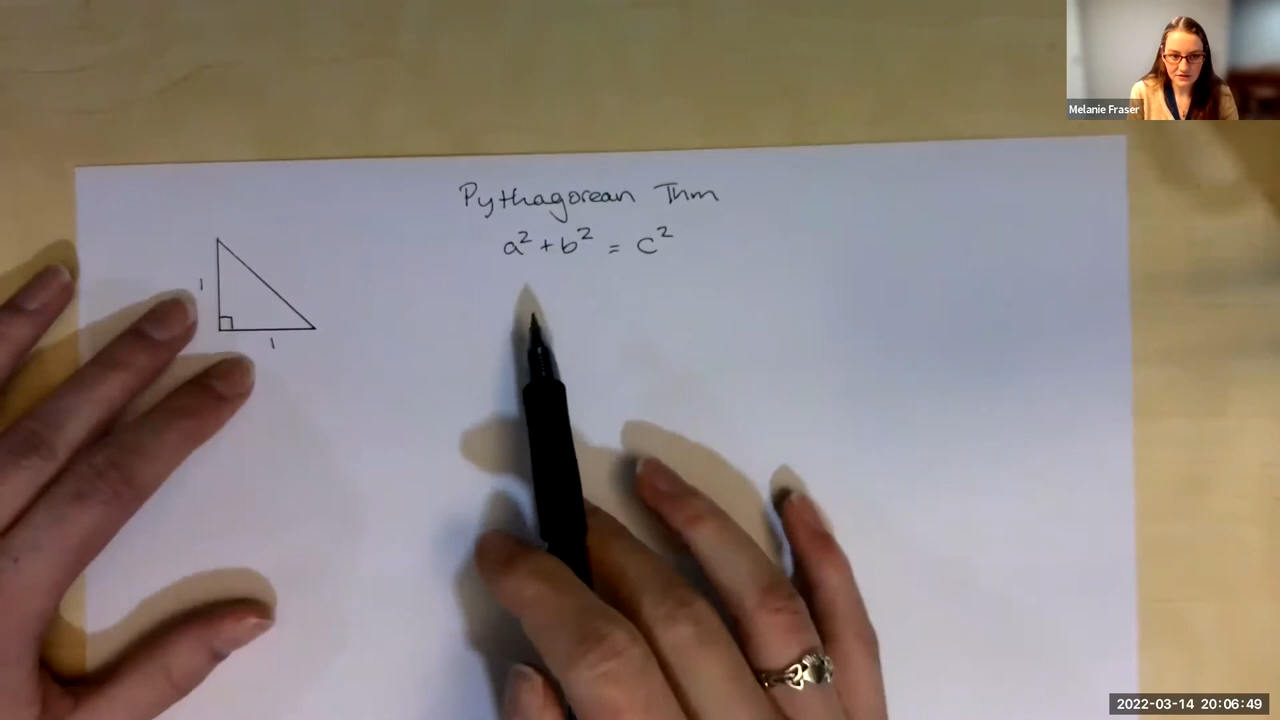 Melanie Fraser
Pythagorean Thm
a² + b² = c²
1
1
2022-03-14 20:06:49